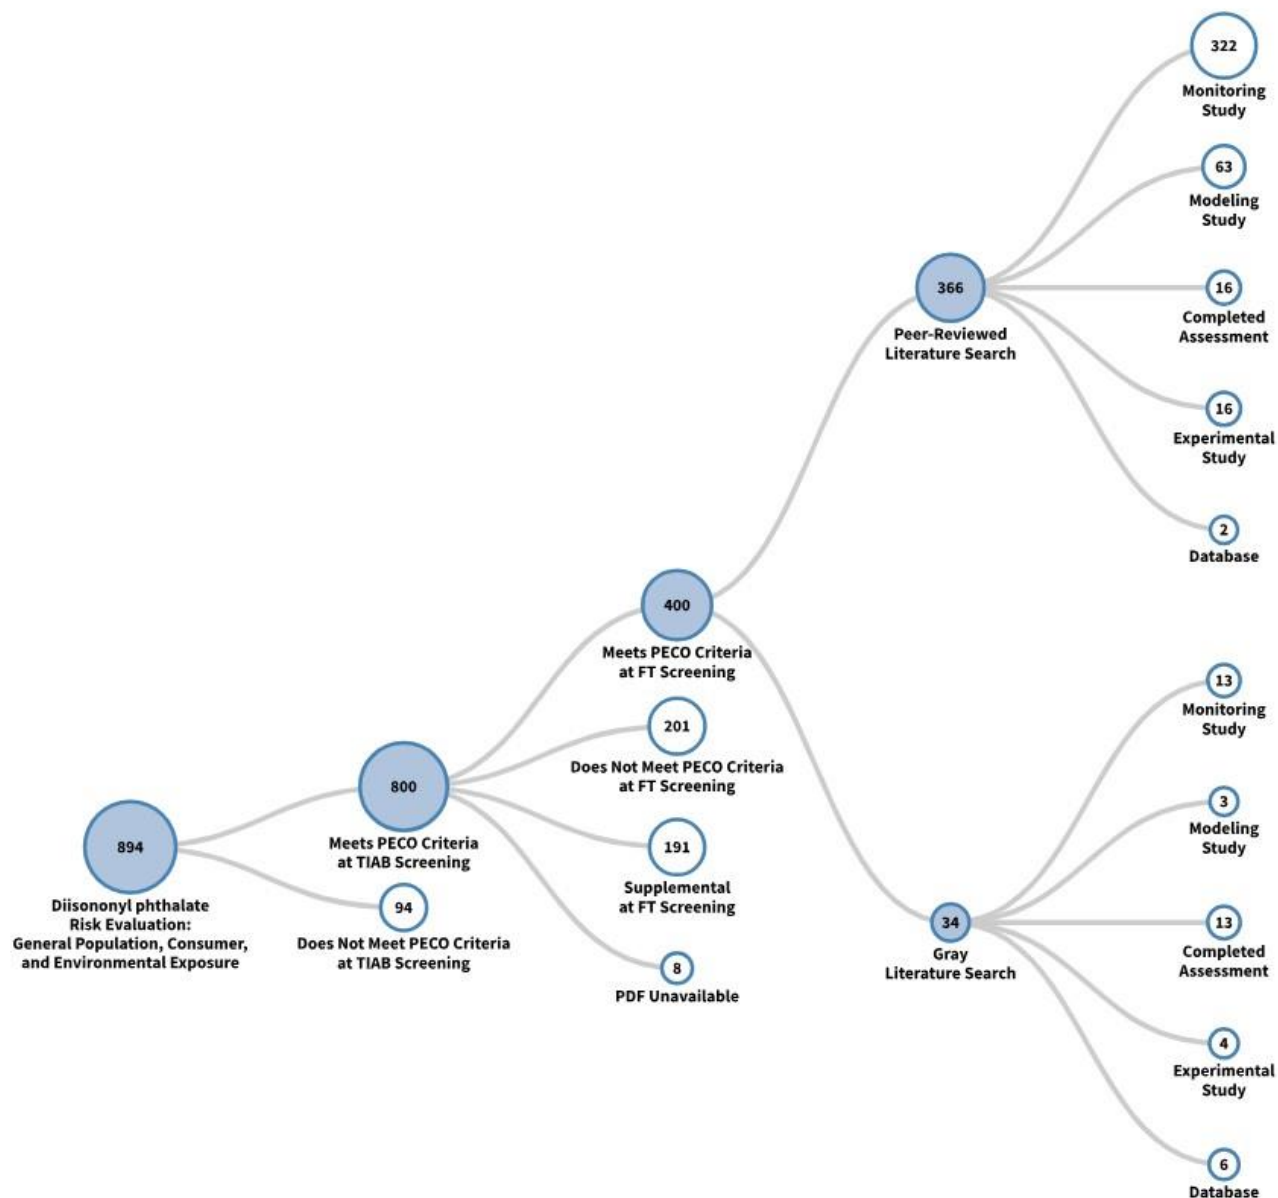 894
Diisononyl phthalate
Risk Evaluation:
General Population, Consumer,
and Environmental Exposure
800
Meets PECO Criteria
at TIAB Screening
94
Does Not Meet PECO Criteria
at TIAB Screening
400
Meets PECO Criteria
at FT Screening
201
Does Not Meet PECO Criteria
at FT Screening
191
Supplemental
at FT Screening
8
PDF Unavailable
366
Peer-Reviewed
Literature Search
322
Monitoring
Study
63
Modeling
Study
16
Completed
Assessment
16
Experimental
Study
2
Database
34
Gray
Literature Search
13
Monitoring
Study
3
Modeling
Study
13
Completed
Assessment
4
Experimental
Study
6
Database